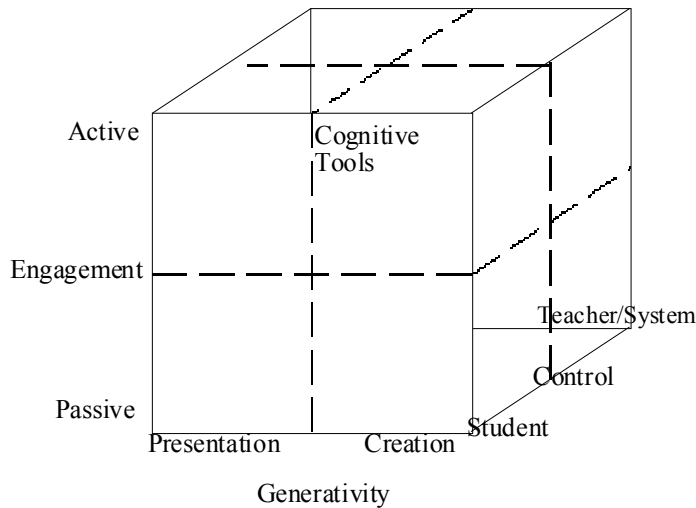 Active
Cognitive
Tools
Engagement
Teacher/System
Control
Passive
Student
Presentation
Creation
Generativity